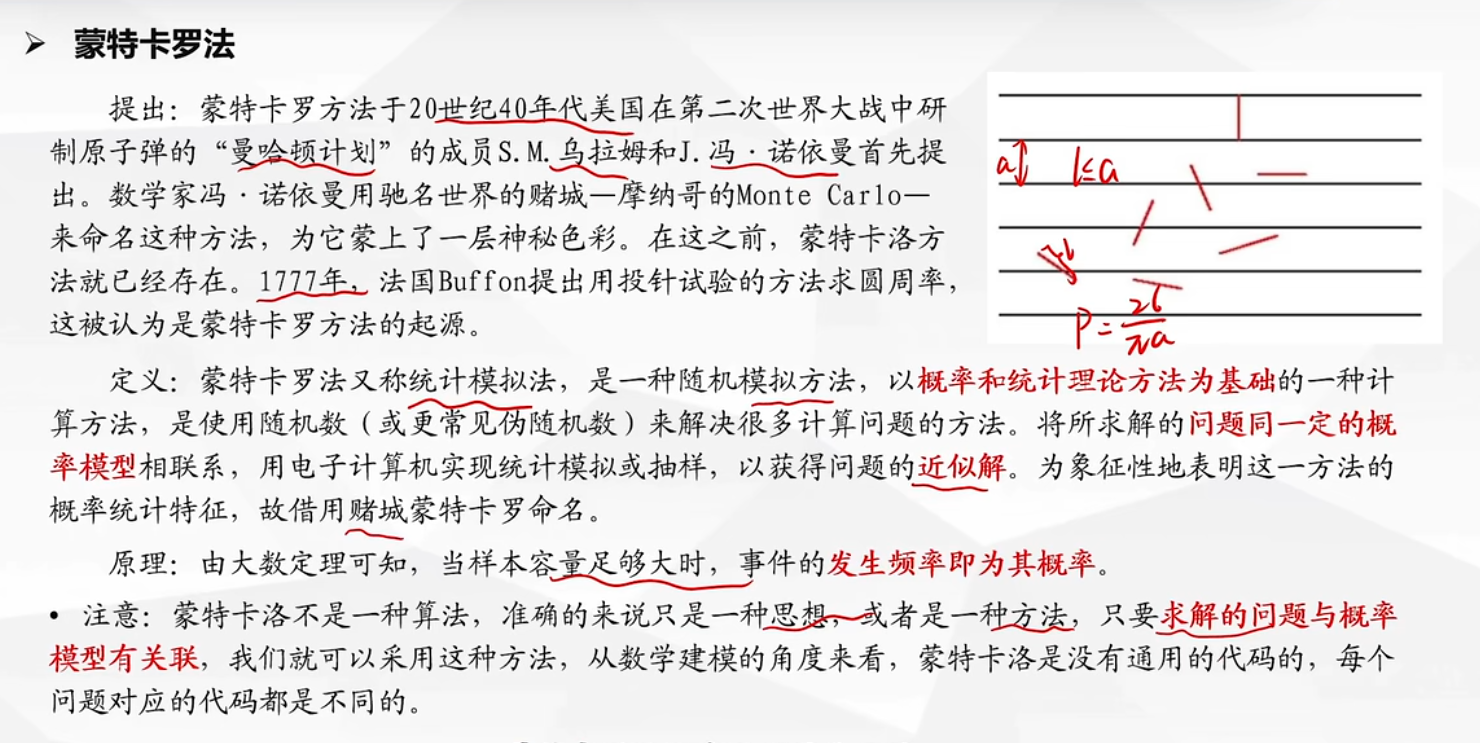 ➤ 蒙特卡罗法
提出：蒙特卡罗方法于20世纪40年代美国在第二次世界大战中研
制原子弹的“曼哈顿计划”的成员S.M.乌拉姆和J.冯·诺依曼首先提
出。数学家冯·诺依曼用驰名世界的赌城—摩纳哥的Monte Carlo—
来命名这种方法，为它蒙上了一层神秘色彩。在这之前，蒙特卡洛方
法就已经存在。1777年，法国Buffon提出用投针试验的方法求圆周率，
这被认为是蒙特卡罗方法的起源。
a
l≤a
l
P=2l/πa
定义：蒙特卡罗法又称统计模拟法，是一种随机模拟方法，以概率和统计理论方法为基础的一种计
算方法，是使用随机数（或更常见伪随机数）来解决很多计算问题的方法。将所求解的问题同一定的概
率模型相联系，用电子计算机实现统计模拟或抽样，以获得问题的近似解。为象征性地表明这一方法的
概率统计特征，故借用赌城蒙特卡罗命名。
原理：由大数定理可知，当样本容量足够大时，事件的发生频率即为其概率。
• 注意：蒙特卡洛不是一种算法，准确的来说只是一种思想，或者是一种方法，只要求解的问题与概率
模型有关联，我们就可以采用这种方法，从数学建模的角度来看，蒙特卡洛是没有通用的代码的，每个
问题对应的代码都是不同的。